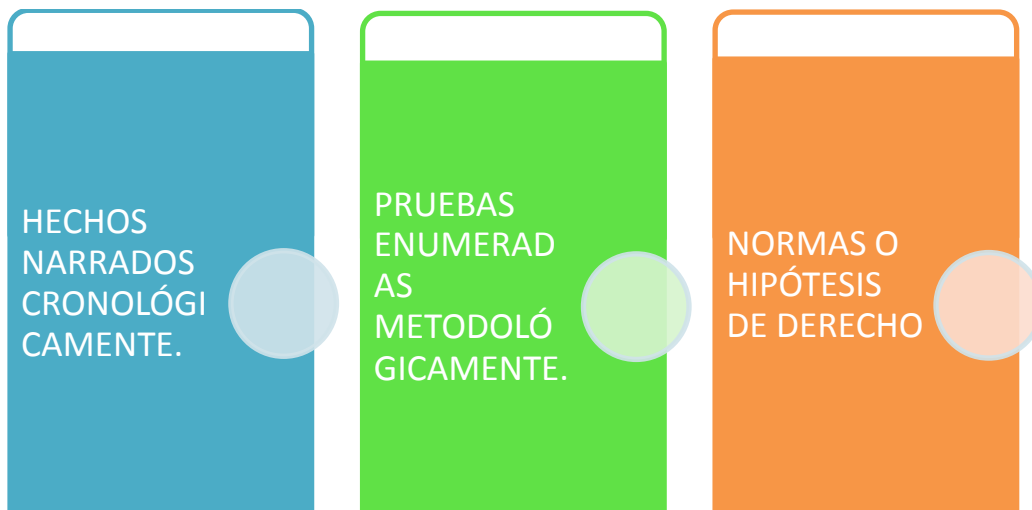 HECHOS
NARRADOS
CRONOLÓGI
CAMENTE.
PRUEBAS
ENUMERAD
AS
METODOLÓ
GICAMENTE.
NORMAS O
HIPÓTESIS
DE DERECHO